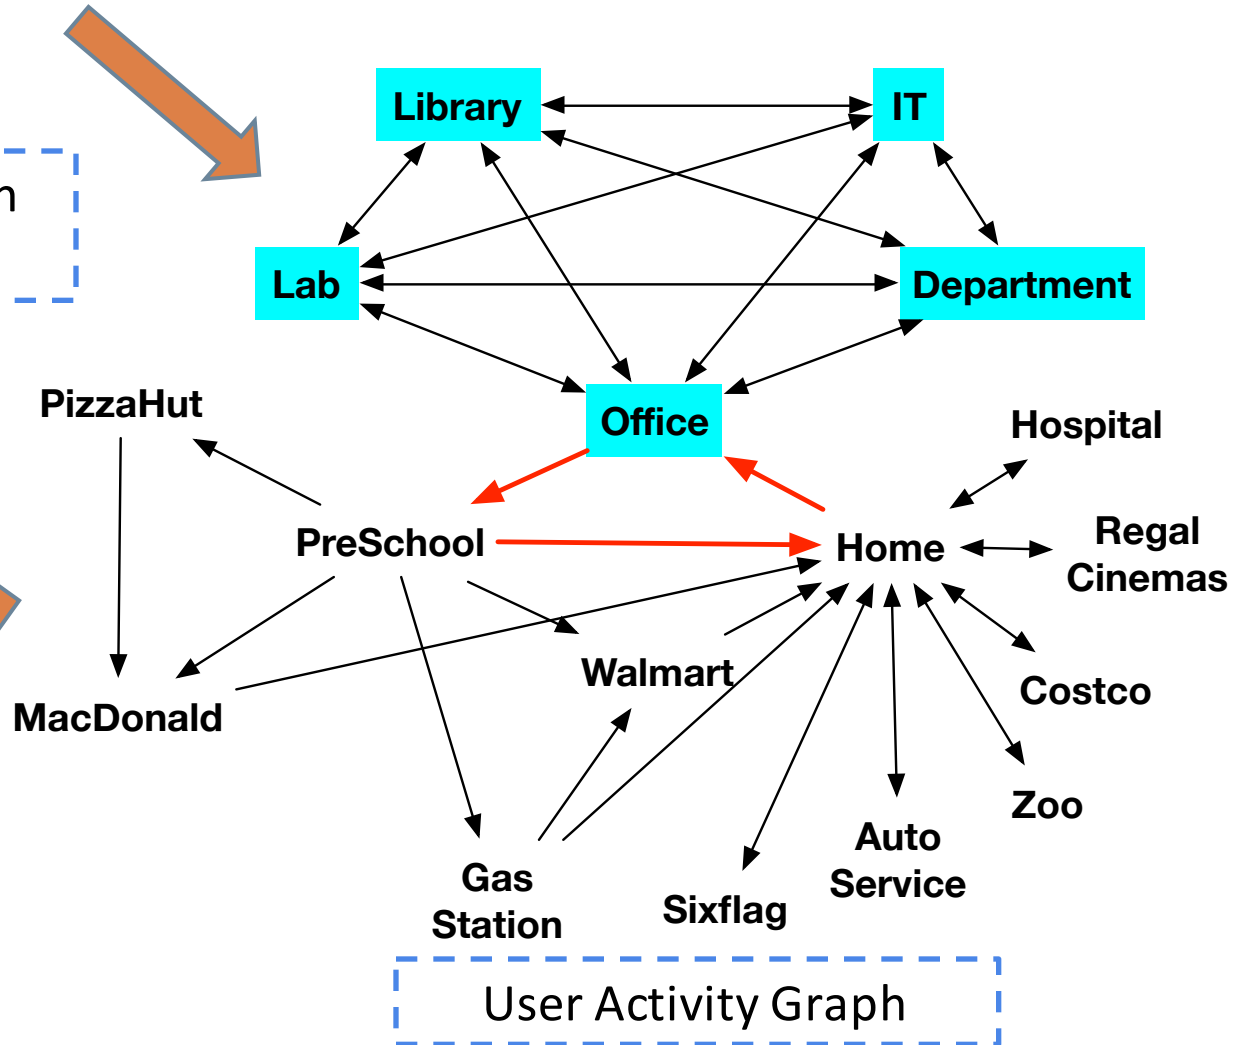 Library
IT
n
Lab
Department
PizzaHut
Office
Hospital
PreSchool
Home
Regal
Cinemas
Walmart
Costco
MacDonald
Zoo
Auto
Service
Gas
Station
Sixflag
User Activity Graph